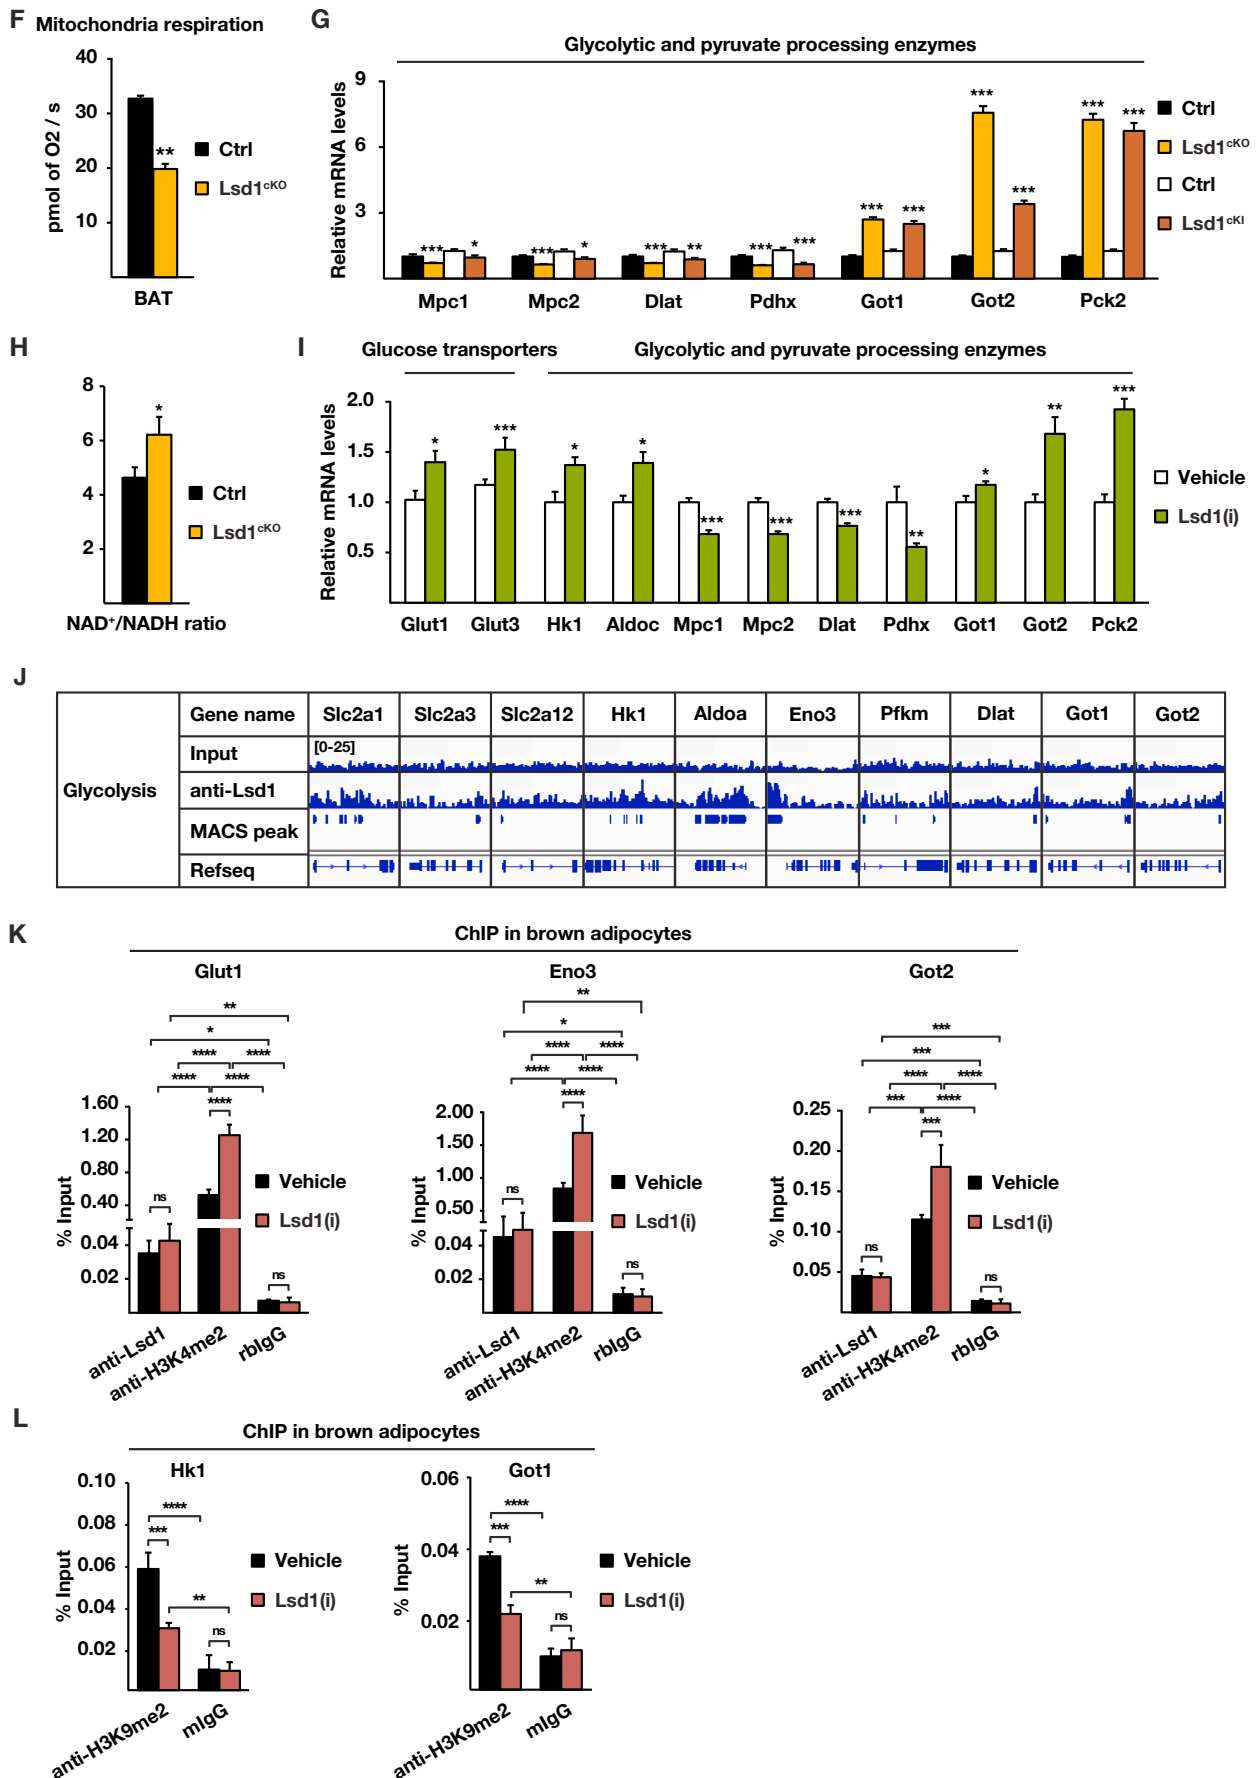 F Mitochondria respiration
40
30
20
10
pmol of O2 / s
**
Ctrl
Lsd1cKO
BAT
G
Glycolytic and pyruvate processing enzymes
9
6
3
Relative mRNA levels
*** * *** * *** ** *** *** *** *** *** *** *** ***
Ctrl
Lsd1cKO
Ctrl
Lsd1cKI
Mpc1 Mpc2 Dlat Pdhx Got1 Got2 Pck2
H
8
6
4
2
*
Ctrl
Lsd1cKO
NAD+/NADH ratio
I
Glucose transporters Glycolytic and pyruvate processing enzymes
2.0
1.5
1.0
0.5
Relative mRNA levels
* *** * * *** *** *** ** * ** ***
Vehicle
Lsd1(i)
Glut1 Glut3 Hk1 Aldoc Mpc1 Mpc2 Dlat Pdhx Got1 Got2 Pck2
J
Glycolysis
Gene name Slc2a1 Slc2a3 Slc2a12 Hk1 Aldoa Eno3 Pfkm Dlat Got1 Got2
Input [0-25]
anti-Lsd1
MACS peak
Refseq
K
ChIP in brown adipocytes
Glut1
**
*
**** ****
**** ****
****
1.60
1.20
0.80
0.40
0.04
0.02
% Input
ns
ns
Vehicle
Lsd1(i)
anti-Lsd1
anti-H3K4me2
rbIgG
Eno3
**
*
**** ****
**** ****
****
2.00
1.50
1.00
0.50
0.04
0.02
% Input
ns
ns
Vehicle
Lsd1(i)
anti-Lsd1
anti-H3K4me2
rbIgG
Got2
***
***
**** ****
*** ****
***
0.25
0.20
0.15
0.10
0.05
% Input
ns
ns
Vehicle
Lsd1(i)
anti-Lsd1
anti-H3K4me2
rbIgG
L
ChIP in brown adipocytes
Hk1
0.10
0.08
0.06
0.04
0.02
% Input
****
***
**
ns
Vehicle
Lsd1(i)
anti-H3K9me2
mIgG
Got1
0.06
0.04
0.02
% Input
****
***
**
ns
Vehicle
Lsd1(i)
anti-H3K9me2
mIgG